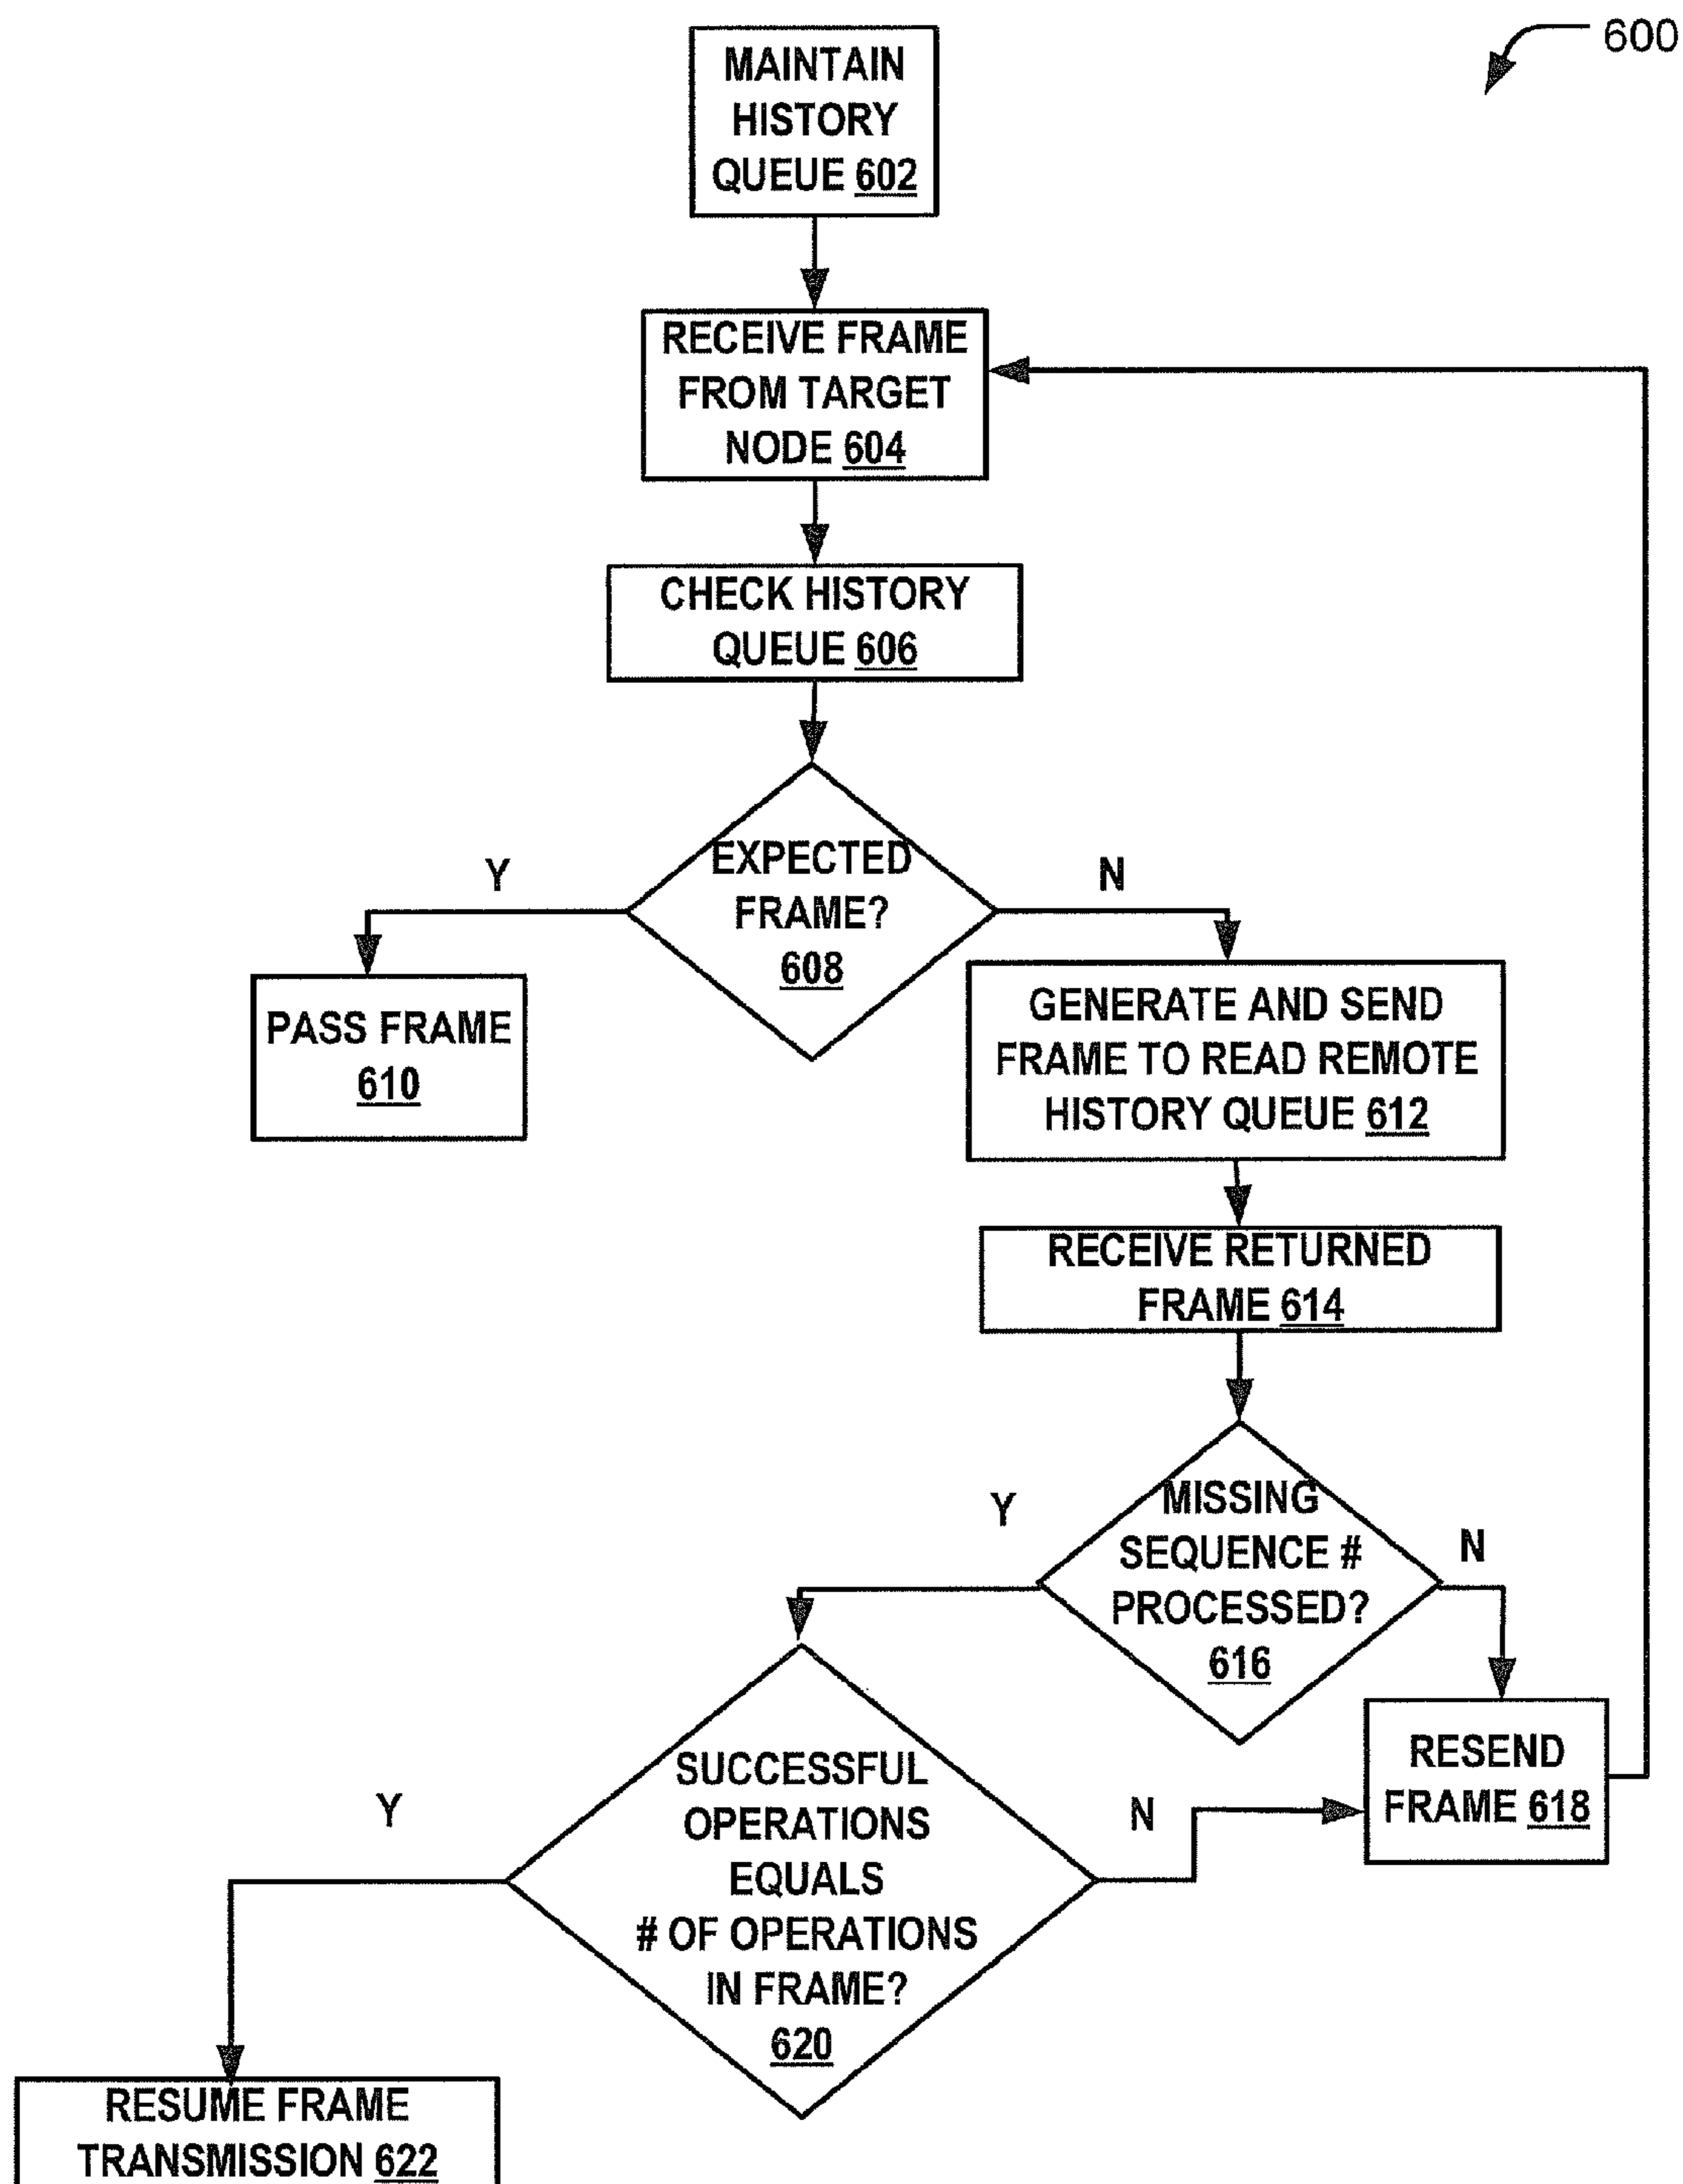 600
MAINTAIN
HISTORY
QUEUE 602
RECEIVE FRAME
FROM TARGET
NODE 604
CHECK HISTORY
QUEUE 606
EXPECTED
FRAME?
608
Y
N
PASS FRAME
610
GENERATE AND SEND
FRAME TO READ REMOTE
HISTORY QUEUE 612
RECEIVE RETURNED
FRAME 614
MISSING
SEQUENCE #
PROCESSED?
616
Y
N
RESEND
FRAME 618
SUCCESSFUL
OPERATIONS
EQUALS
# OF OPERATIONS
IN FRAME?
620
Y
N
RESUME FRAME
TRANSMISSION 622